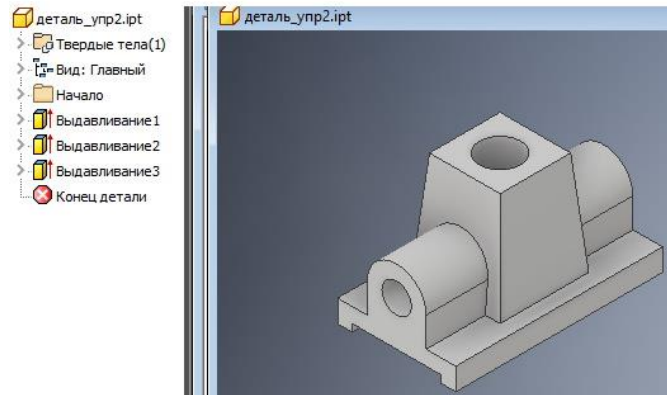 деталь_упр2.ipt
Твердые тела(1)
Вид: Главный
Начало
Выдавливание1
Выдавливание2
Выдавливание3
Конец детали
деталь_упр2.ipt